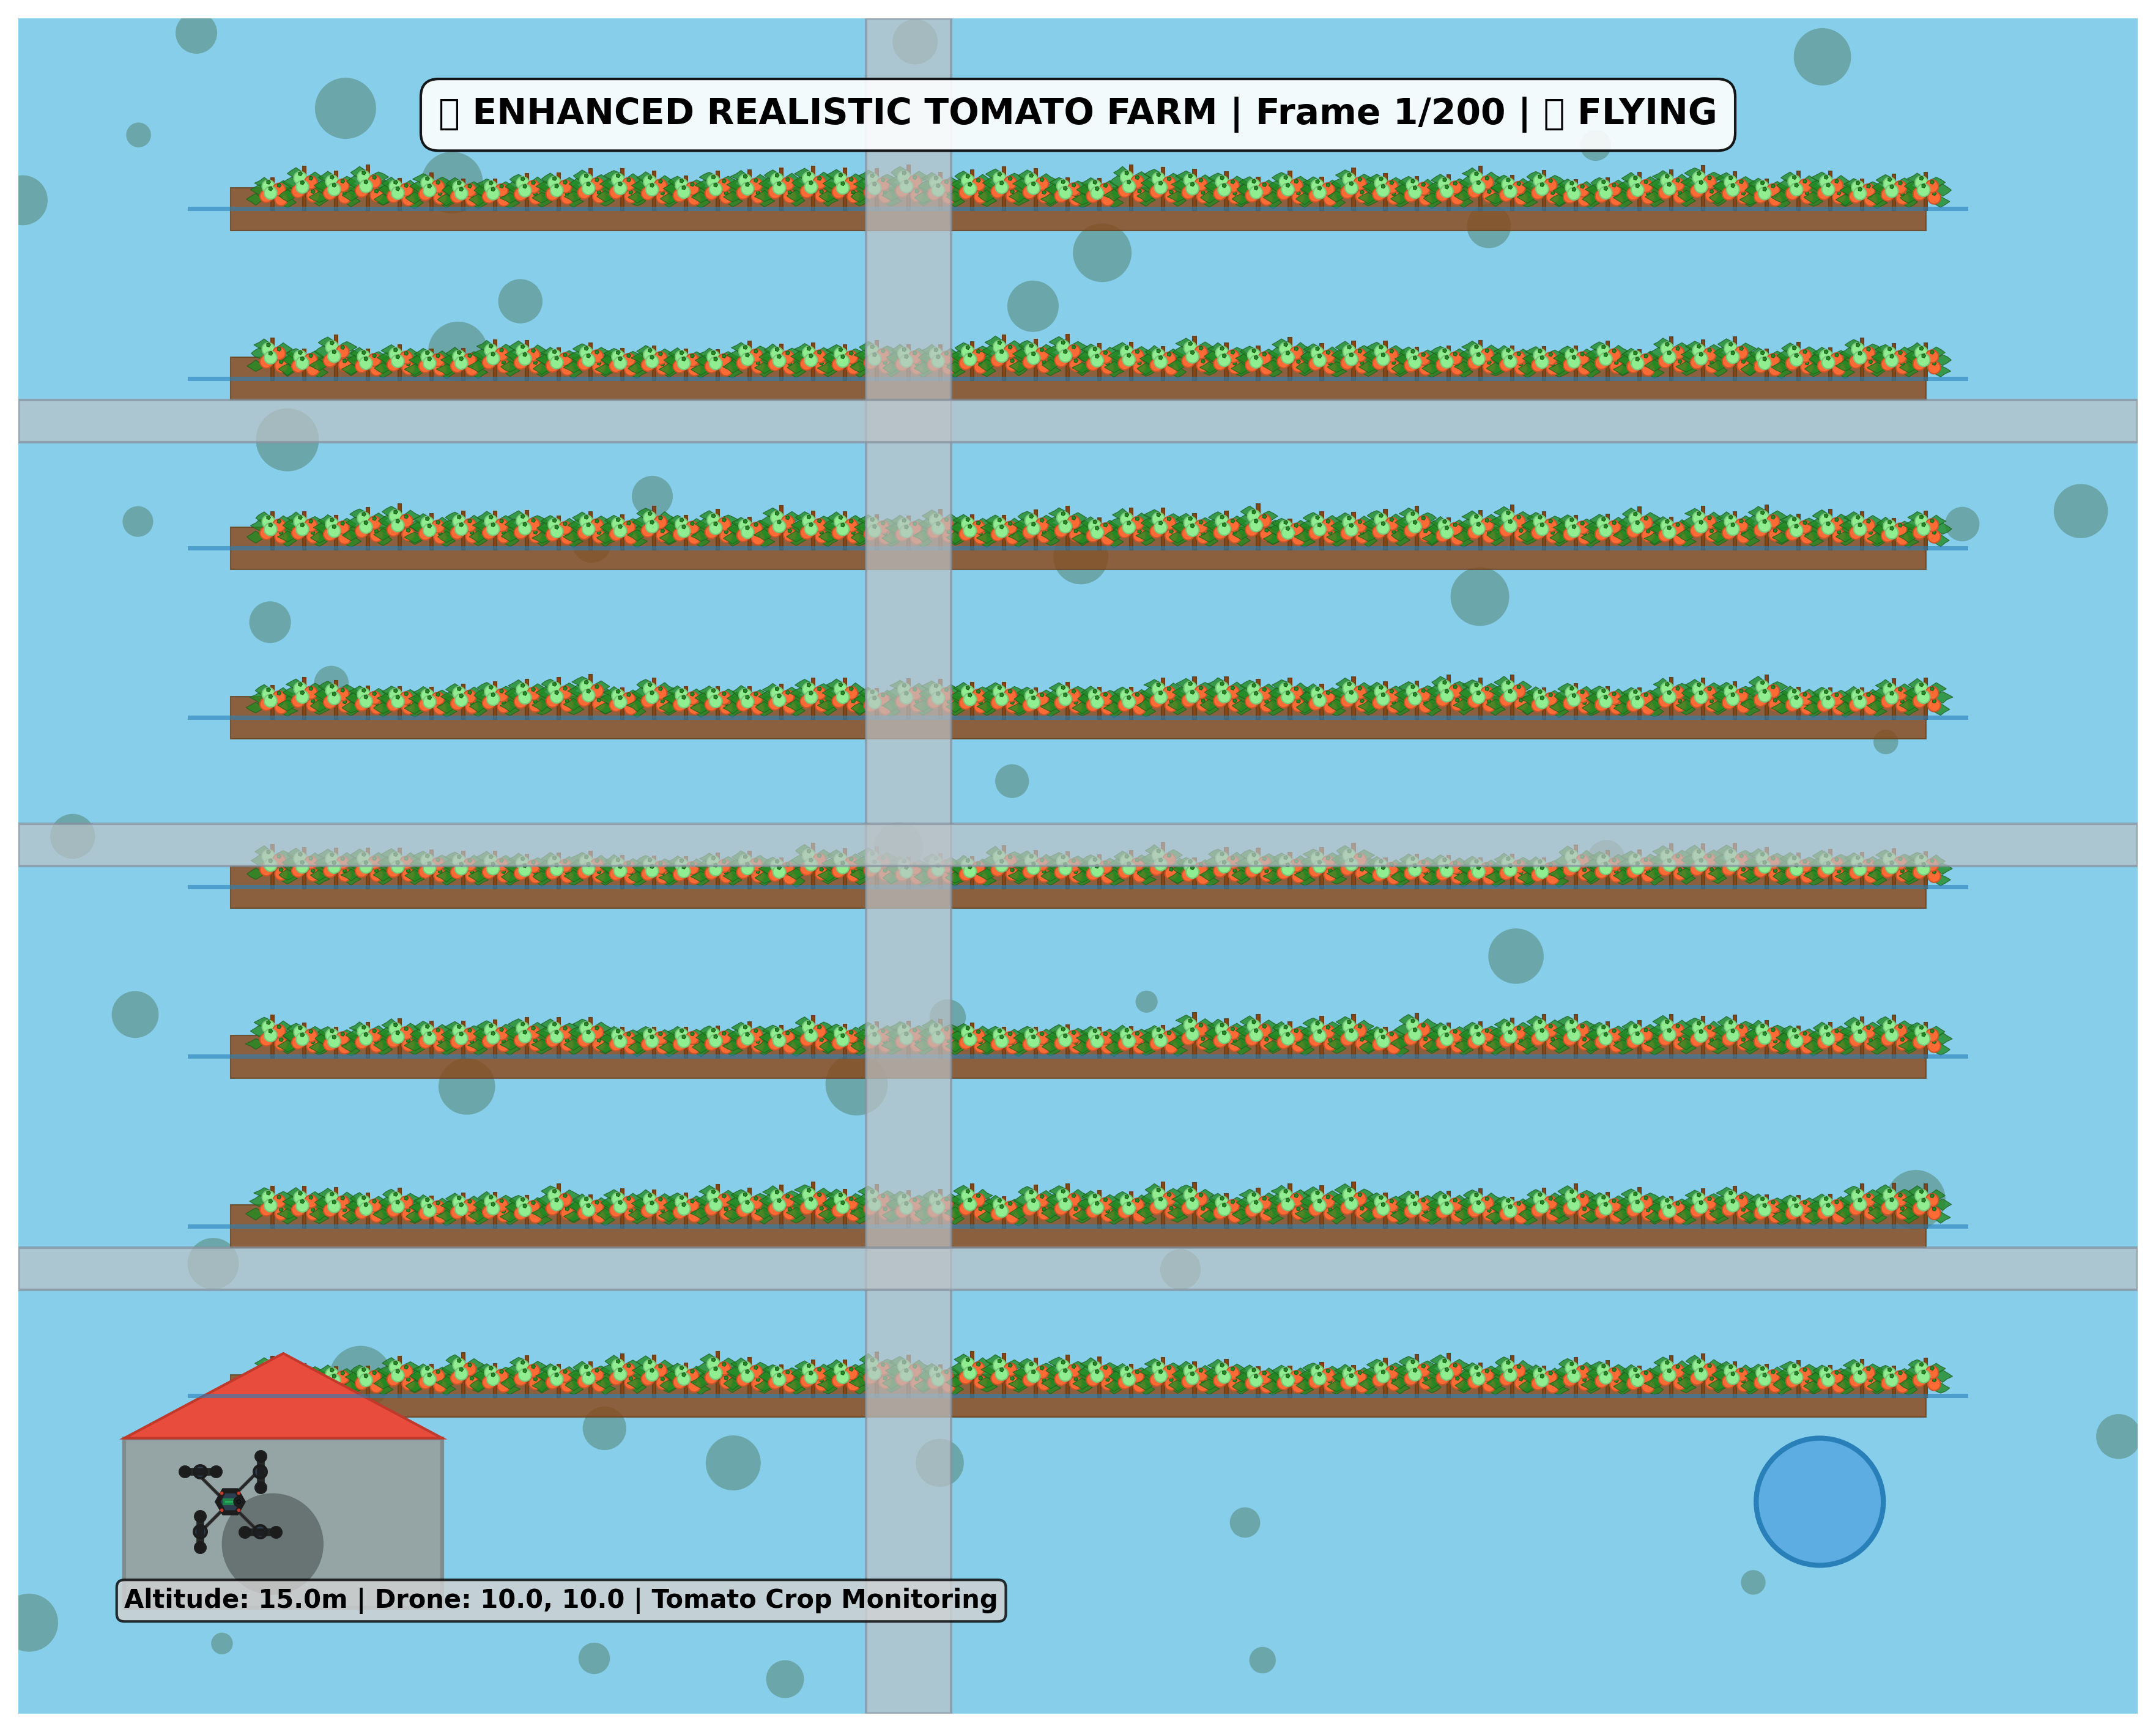 ▯ ENHANCED REALISTIC TOMATO FARM | Frame 1/200 | ▯ FLYING
Altitude: 15.0m | Drone: 10.0, 10.0 | Tomato Crop Monitoring